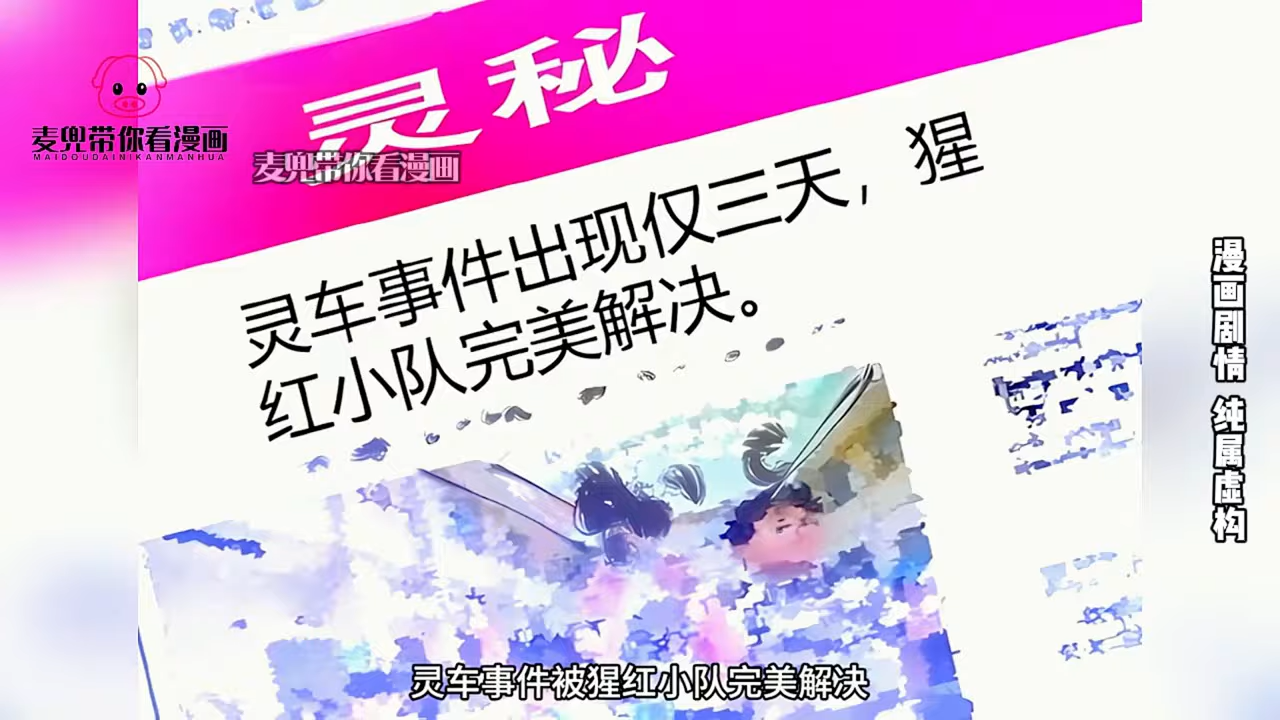 灵秘
麦兜带你看漫画
MAIDOUDAINIKANMANHUA
麦兜带你看漫画
灵车事件出现仅三天，猩
红小队完美解决。
漫画剧情 纯属虚构
灵车事件被猩红小队完美解决